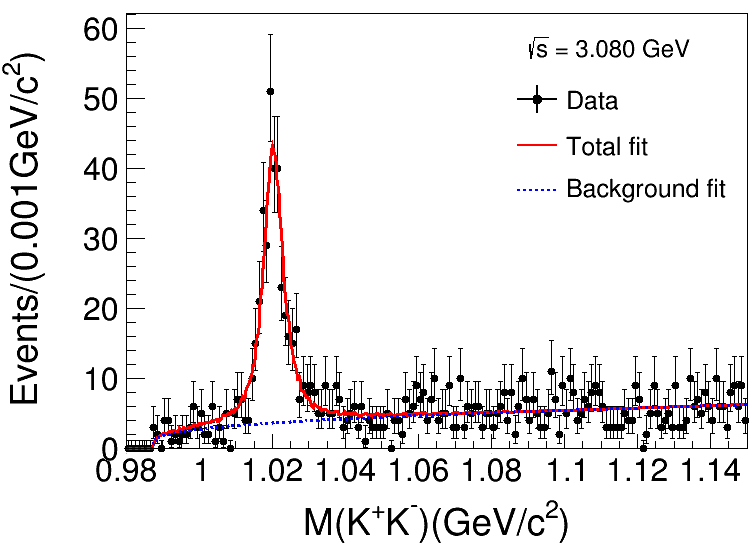 60
50
40
30
20
10
0
Events/(0.001GeV/c²)
√s = 3.080 GeV
Data
Total fit
Background fit
0.98 1 1.02 1.04 1.06 1.08 1.1 1.12 1.14
M(K⁺K⁻)(GeV/c²)